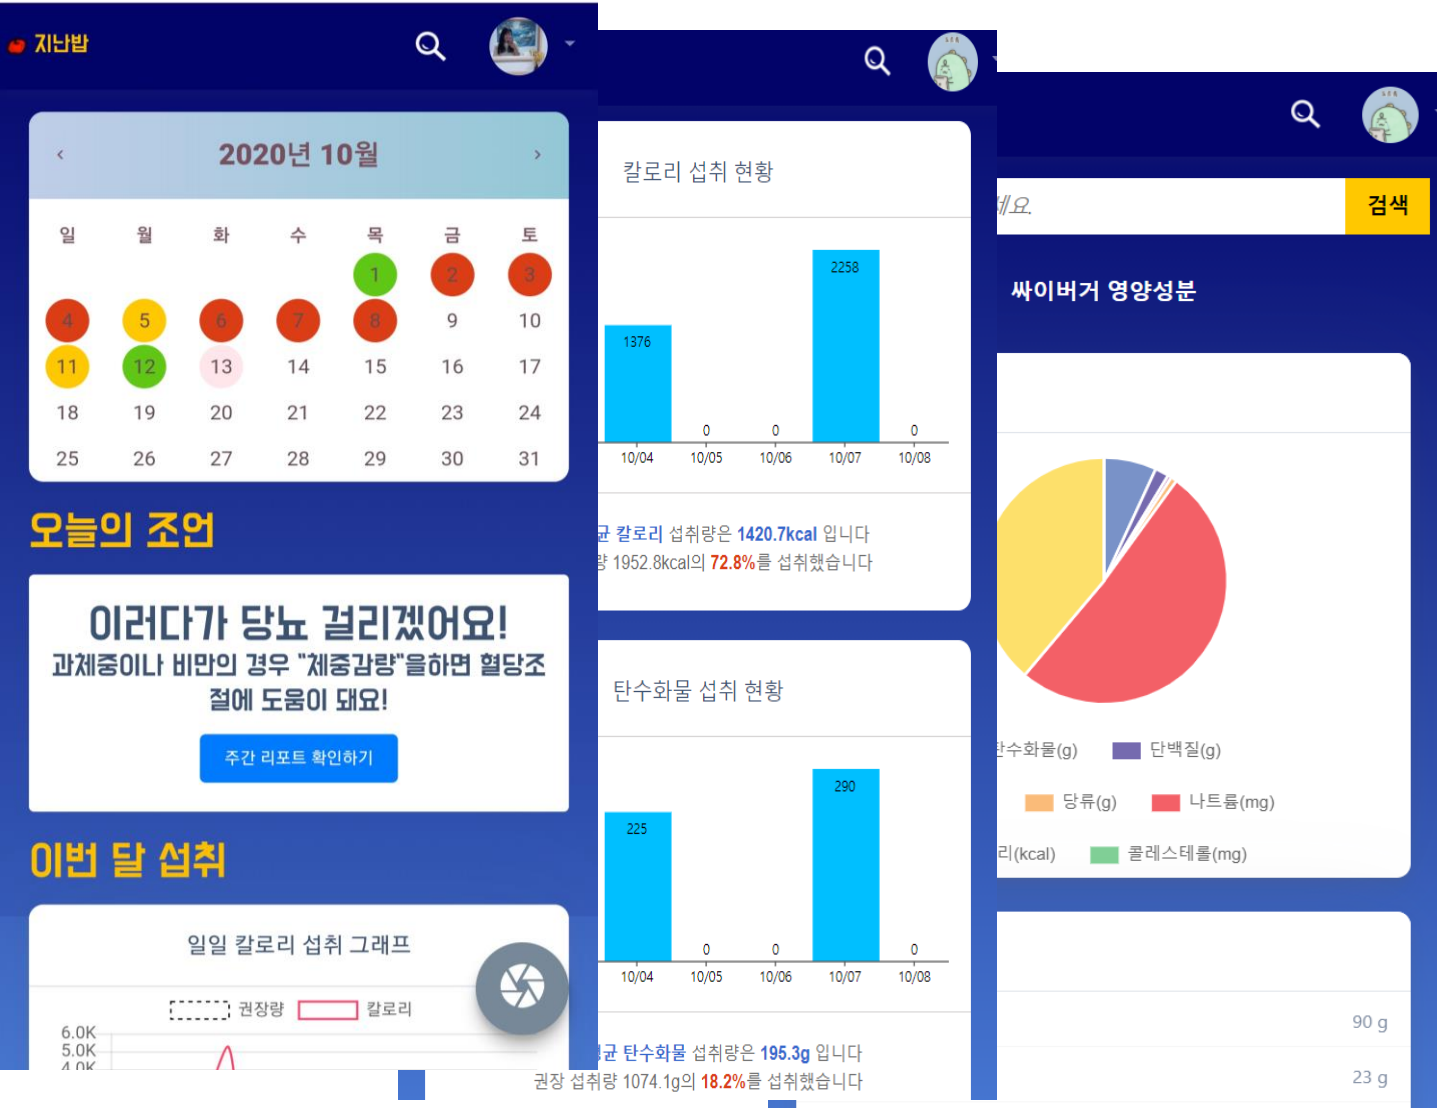 지난밥
‹ 2020년 10월 ›
일 월 화 수 목 금 토
1 2 3
4 5 6 7 8 9 10
11 12 13 14 15 16 17
18 19 20 21 22 23 24
25 26 27 28 29 30 31
오늘의 조언
이러다가 당뇨 걸리겠어요!
과체중이나 비만의 경우 "체중감량"을하면 혈당조
절에 도움이 돼요!
주간 리포트 확인하기
이번 달 섭취
일일 칼로리 섭취 그래프
권장량 칼로리
6.0K
5.0K
4.0K
칼로리 섭취 현황
1376 0 0 2258 0
10/04 10/05 10/06 10/07 10/08
균 칼로리 섭취량은 1420.7kcal 입니다
량 1952.8kcal의 72.8%를 섭취했습니다
탄수화물 섭취 현황
225 0 0 290 0
10/04 10/05 10/06 10/07 10/08
평균 탄수화물 섭취량은 195.3g 입니다
권장 섭취량 1074.1g의 18.2%를 섭취했습니다
세요.
검색
싸이버거 영양성분
탄수화물(g) 단백질(g)
당류(g) 나트륨(mg)
리(kcal) 콜레스테롤(mg)
90 g
23 g